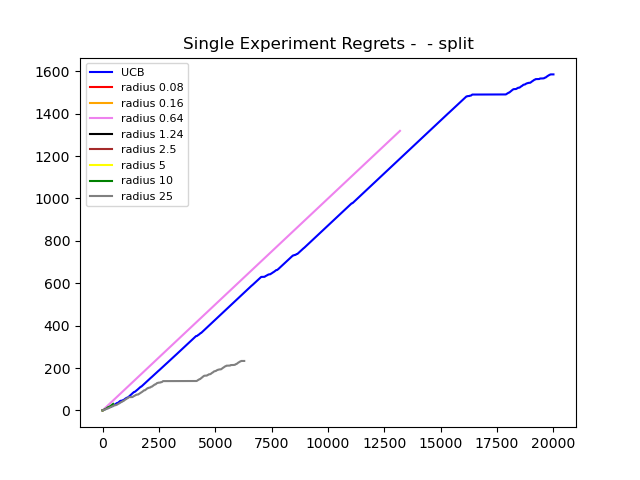 Single Experiment Regrets -  - split
1600
1400
1200
1000
800
600
400
200
0
UCB
radius 0.08
radius 0.16
radius 0.64
radius 1.24
radius 2.5
radius 5
radius 10
radius 25
0 2500 5000 7500 10000 12500 15000 17500 20000